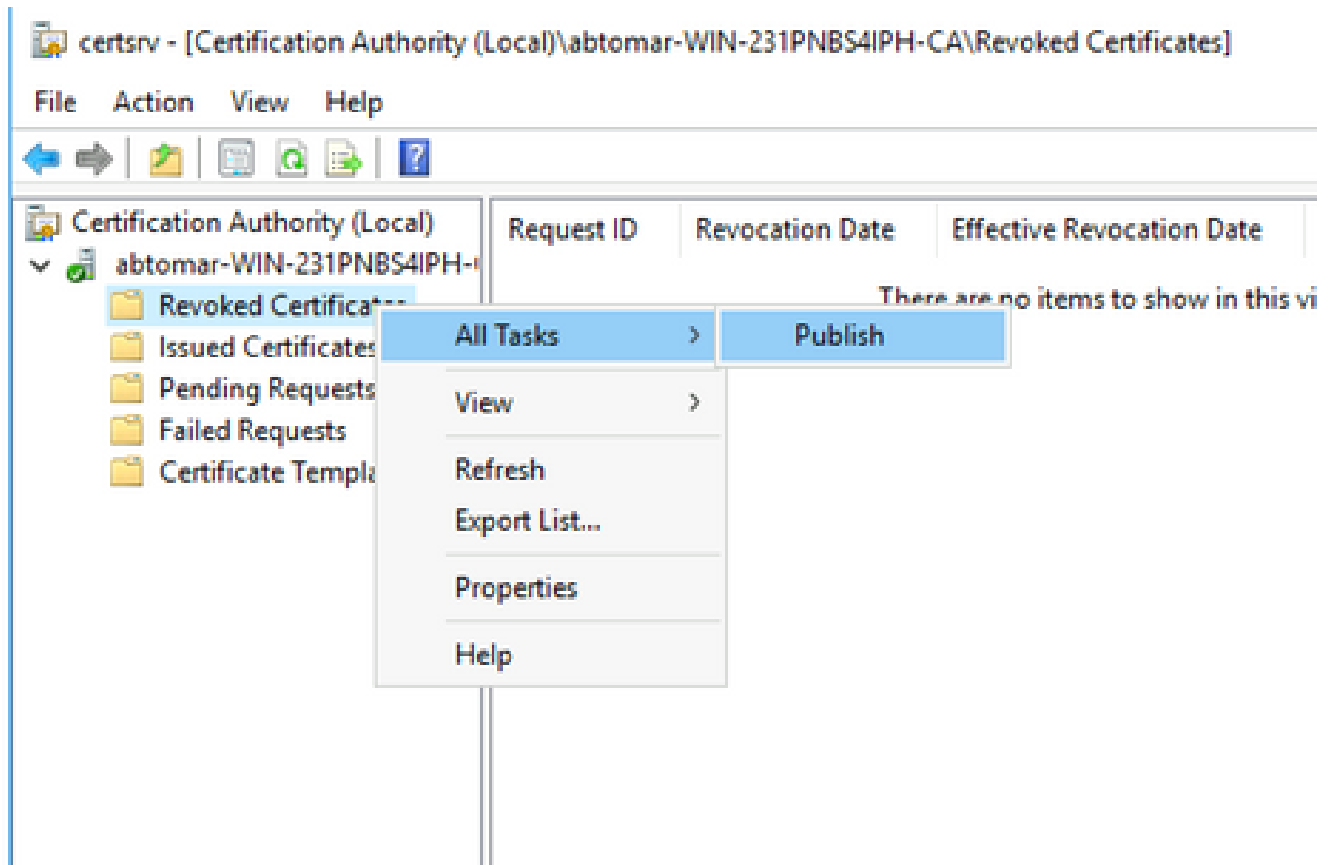 certsrv - [Certification Authority (Local)\abtomar-WIN-231PNBS4IPH-CA\Revoked Certificates]
File Action View Help
Certification Authority (Local)
Request ID Revocation Date Effective Revocation Date
abtomar-WIN-231PNBS4IPH-
Revoked Certificates
There are no items to show in this vi
All Tasks > Publish
Issued Certificates
Pending Requests
View >
Failed Requests
Refresh
Certificate Templa
Export List...
Properties
Help